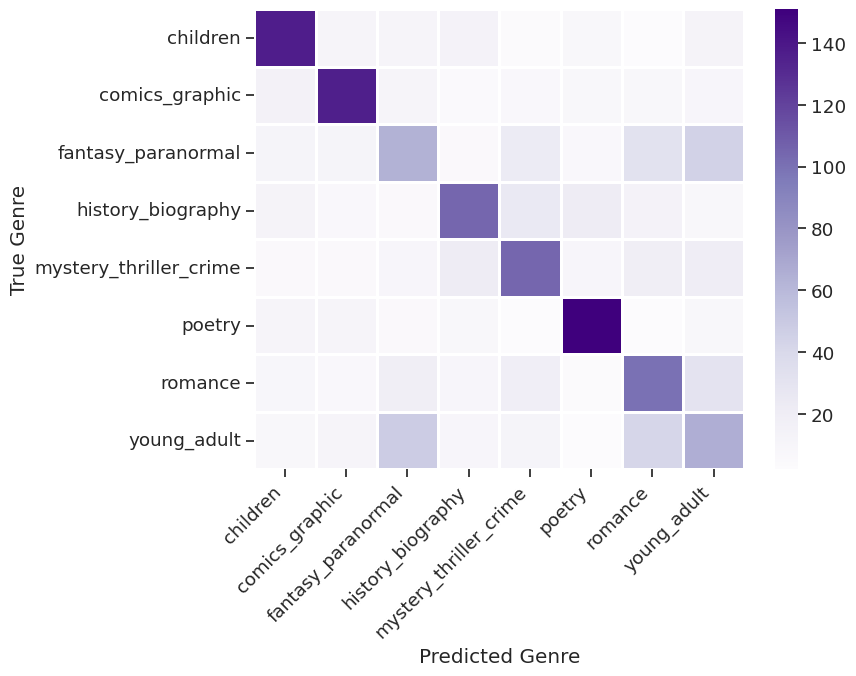 True Genre
children
comics_graphic
fantasy_paranormal
history_biography
mystery_thriller_crime
poetry
romance
young_adult
children
comics_graphic
fantasy_paranormal
history_biography
mystery_thriller_crime
poetry
romance
young_adult
Predicted Genre
140
120
100
80
60
40
20